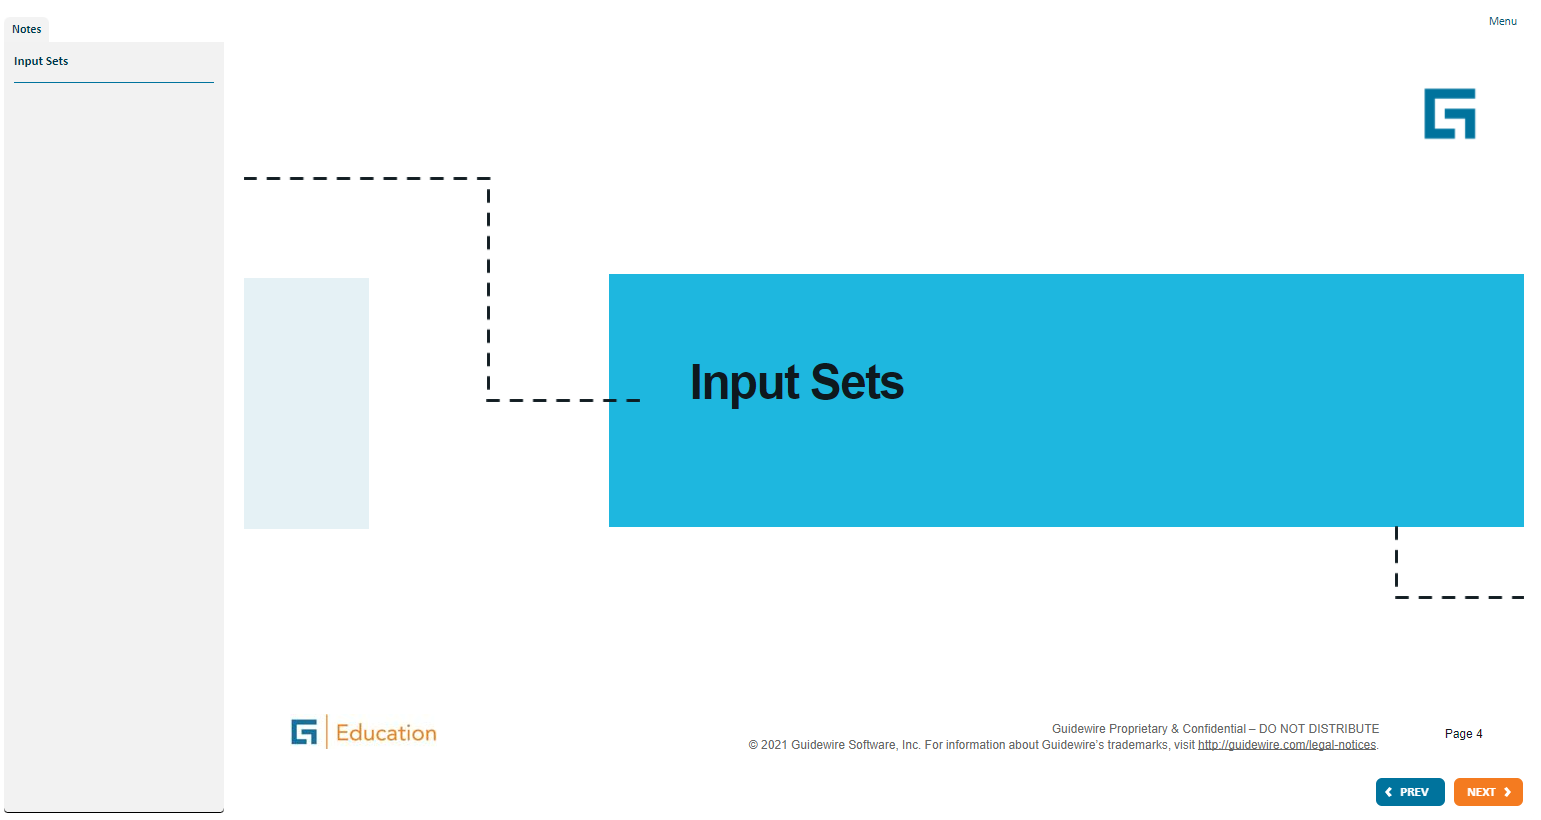 Notes
Menu
Input Sets
Input Sets
Education
Guidewire Proprietary & Confidential – DO NOT DISTRIBUTE
© 2021 Guidewire Software, Inc. For information about Guidewire's trademarks, visit http://guidewire.com/legal-notices.
Page 4
PREV
NEXT